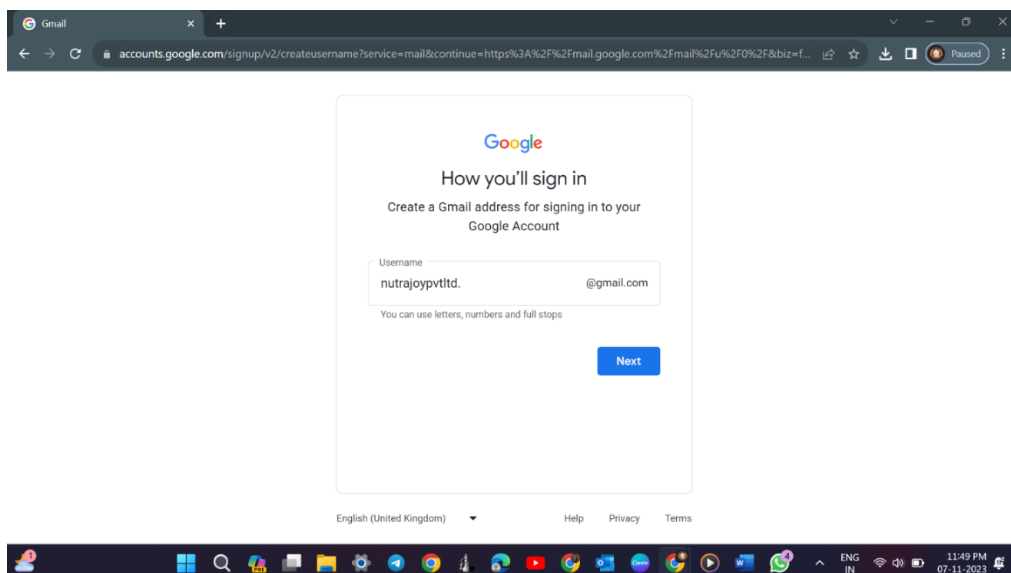 Gmail
accounts.google.com/signup/v2/createusername?service=mail&continue=https%3A%2F%2Fmail.google.com%2Fmail%2Fu%2F0%2F&biz=f...
Paused
Google
How you'll sign in
Create a Gmail address for signing in to your
Google Account
Username
nutrajoypvtltd. @gmail.com
You can use letters, numbers and full stops
Next
English (United Kingdom) Help Privacy Terms
1 4 ENG 11:49 PM
IN 07-11-2023